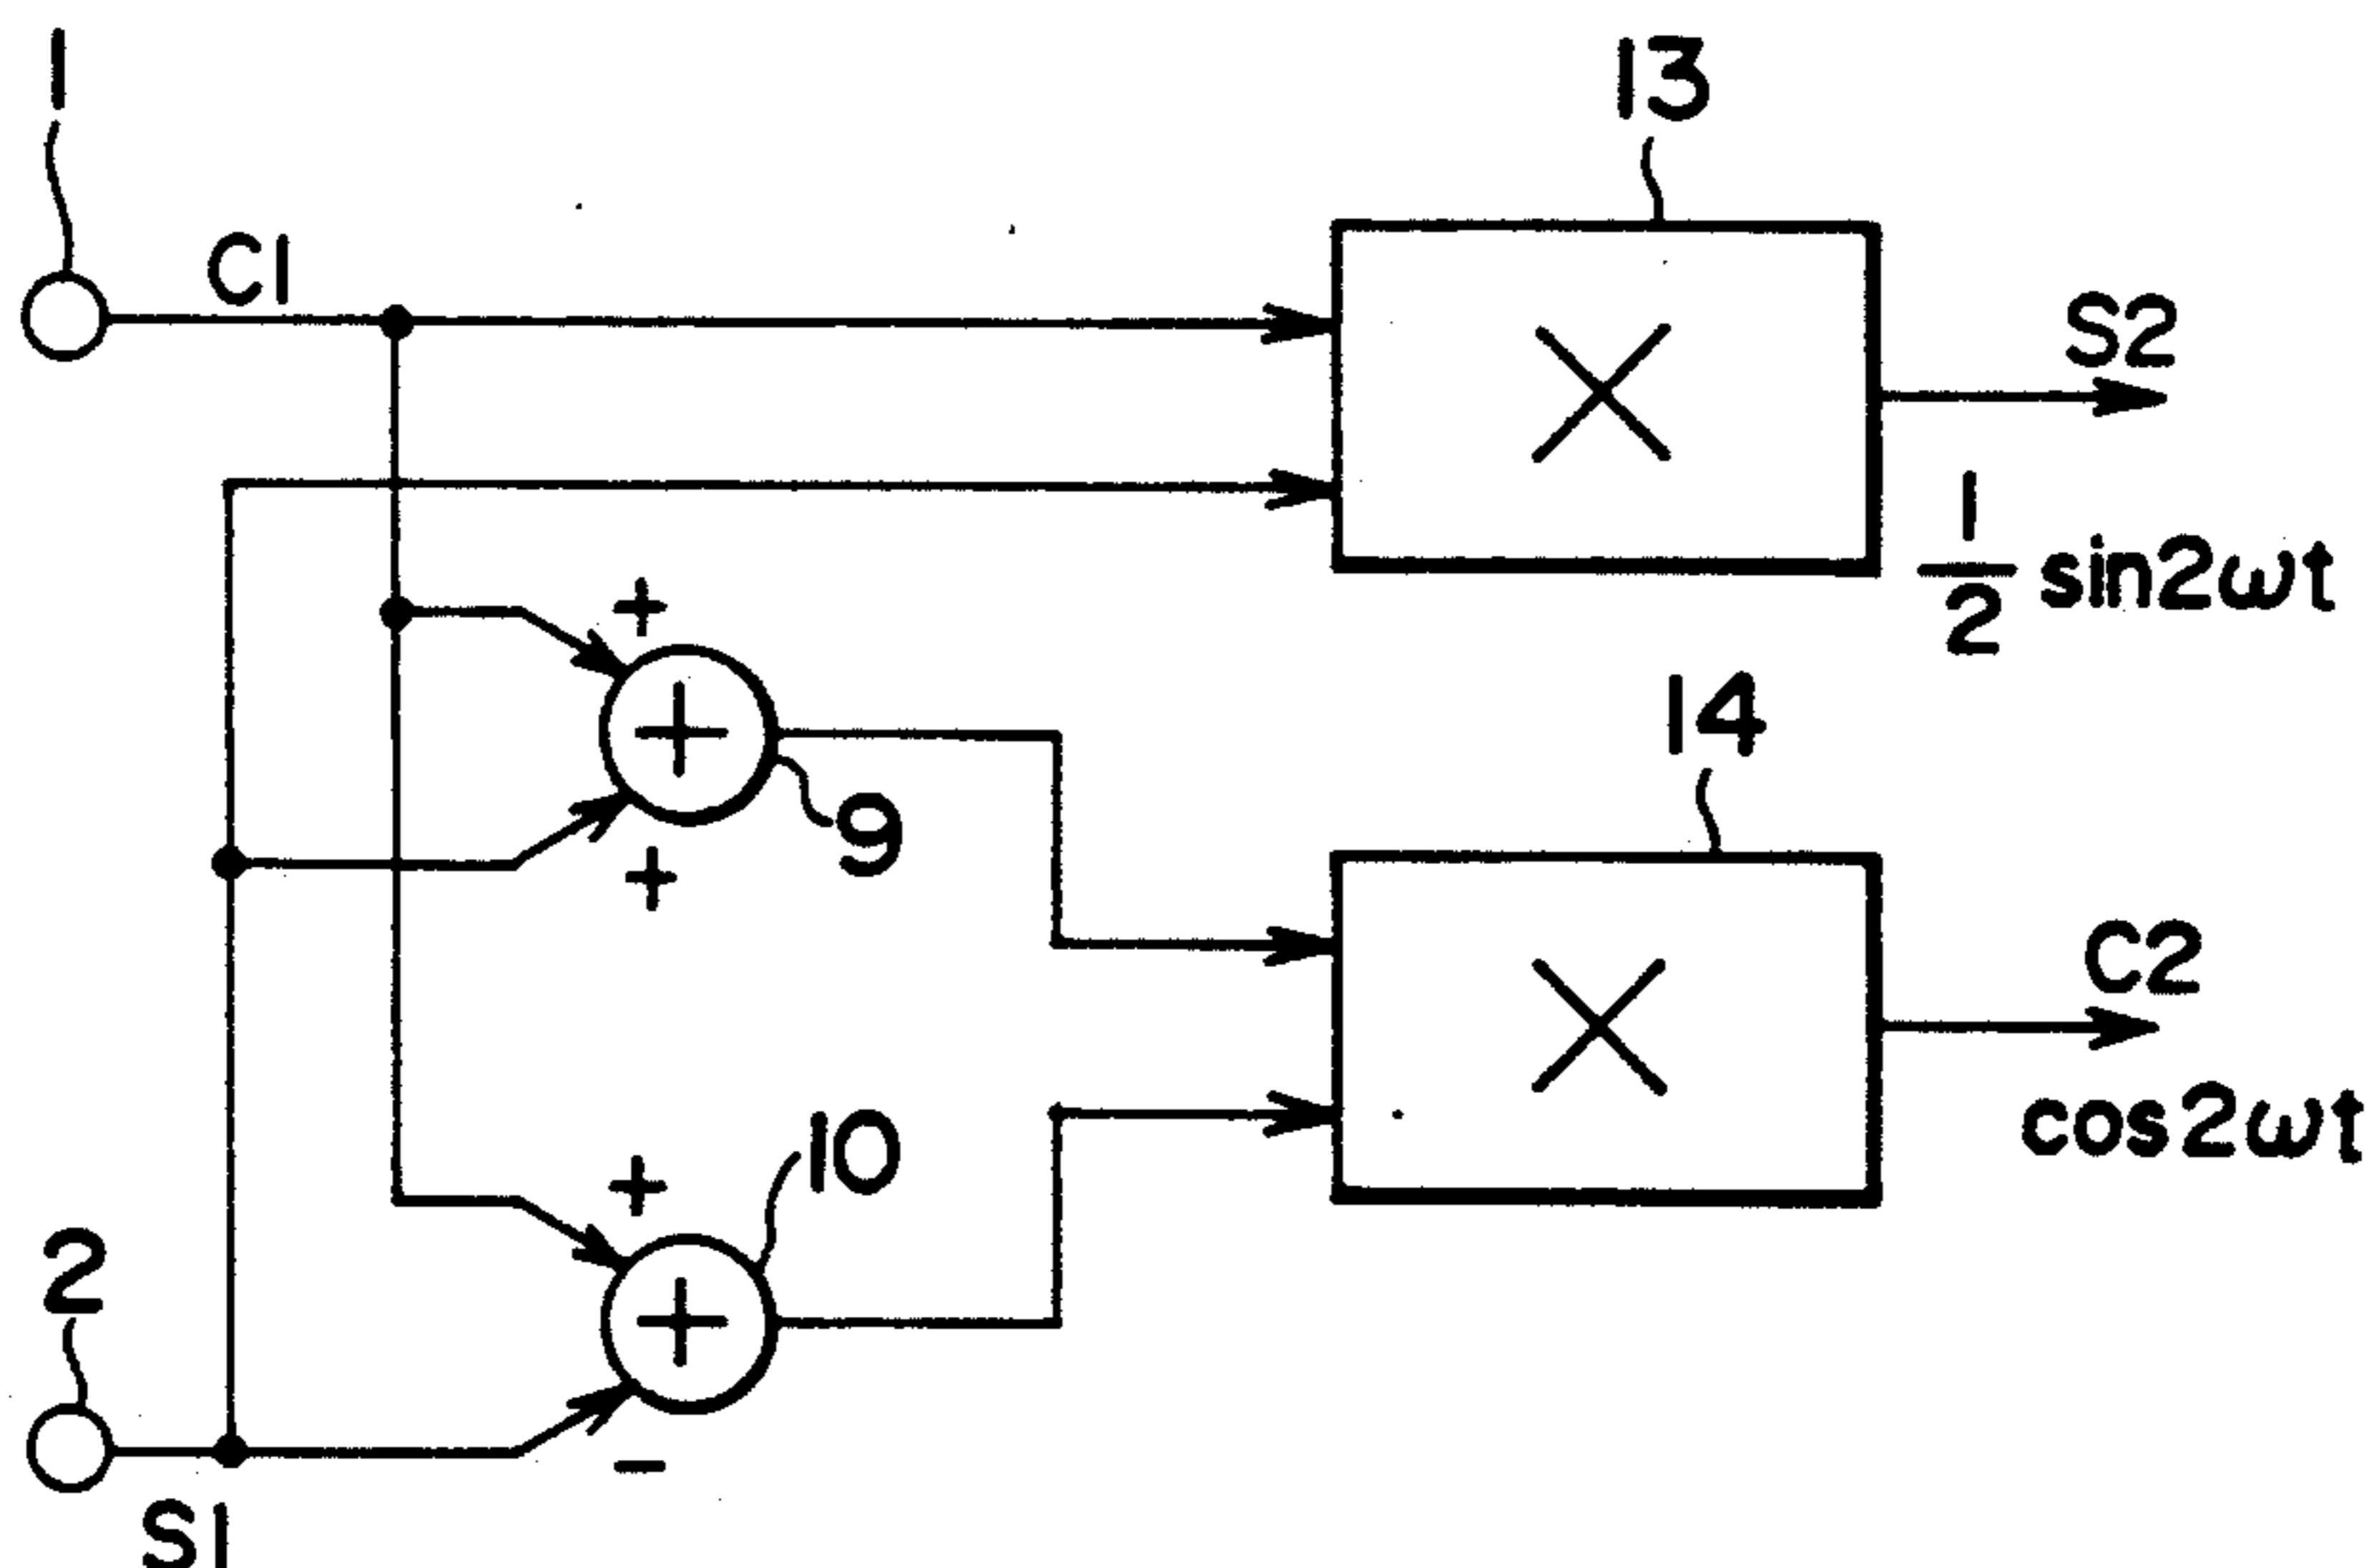 1
13
C1
S2
1/2 sin2ωt
+
+
9
14
+
C2
cos2ωt
+
10
+
2
−
S1